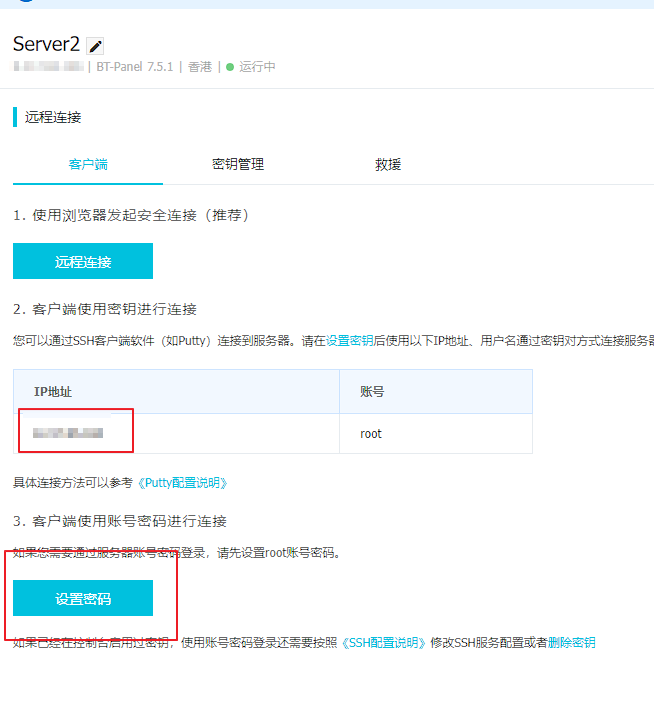 Server2
| BT-Panel 7.5.1 | 香港 | 运行中
远程连接
客户端 密钥管理 救援
1. 使用浏览器发起安全连接（推荐）
远程连接
2. 客户端使用密钥进行连接
您可以通过SSH客户端软件（如Putty）连接到服务器。请在设置密钥后使用以下IP地址、用户名通过密钥对方式连接服务器
IP地址 账号
root
具体连接方法可以参考《Putty配置说明》
3. 客户端使用账号密码进行连接
如果您需要通过服务器账号密码登录，请先设置root账号密码。
设置密码
如果已经在控制台启用过密钥，使用账号密码登录还需要按照《SSH配置说明》修改SSH服务配置或者删除密钥